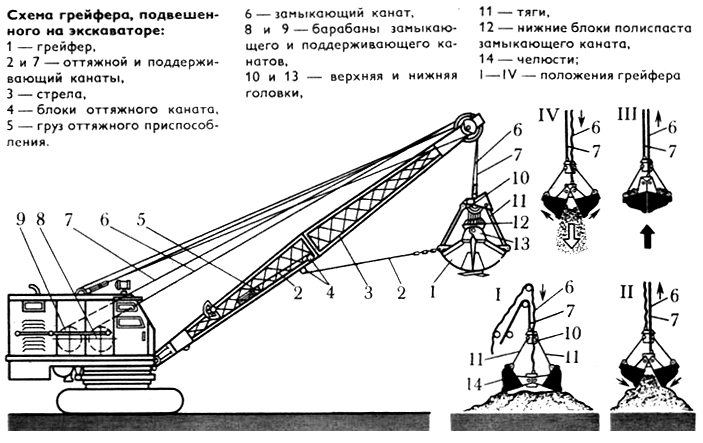 Схема грейфера, подвешен-
ного на экскаваторе:
1 — грейфер,
2 и 7 — оттяжной и поддержи-
вающий канаты,
3 — стрела,
4 — блоки оттяжного каната,
5 — груз оттяжного приспособ-
ления.
6 — замыкающий канат,
8 и 9 — барабаны замыкаю-
щего и поддерживающего ка-
натов,
10 и 13 — верхняя и нижняя
головки,
11 — тяги,
12 — нижние блоки полиспаста
замыкающего каната,
14 — челюсти;
I—IV — положения грейфера
IV
6
7
III
6
7
6
7
10
11
12
13
9
8
7
6
5
2
4
3
2
1
I
6
7
10
11
11
14
II
6
7